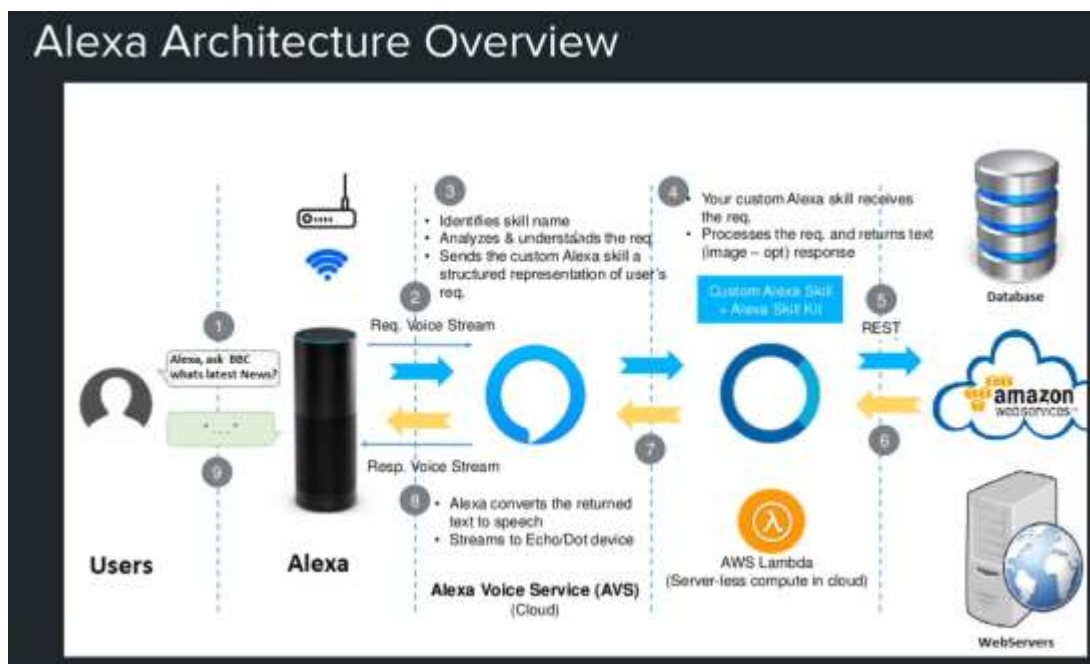 Alexa Architecture Overview
3
• Identifies skill name
• Analyzes & understands the req.
• Sends the custom Alexa skill a
structured representation of user's
req.
4
• Your custom Alexa skill receives
the req.
• Processes the req. and returns text
(image – opt) response
Database
Custom Alexa Skill
+ Alexa Skill Kit
1
2
5
Req. Voice Stream
REST
Alexa, ask BBC
whats latest News?
"..."
amazon
webservices
9
7
6
Resp. Voice Stream
8
• Alexa converts the returned
text to speech
• Streams to Echo/Dot device
Users
Alexa
λ
AWS Lambda
(Server-less compute in cloud)
Alexa Voice Service (AVS)
(Cloud)
WebServers